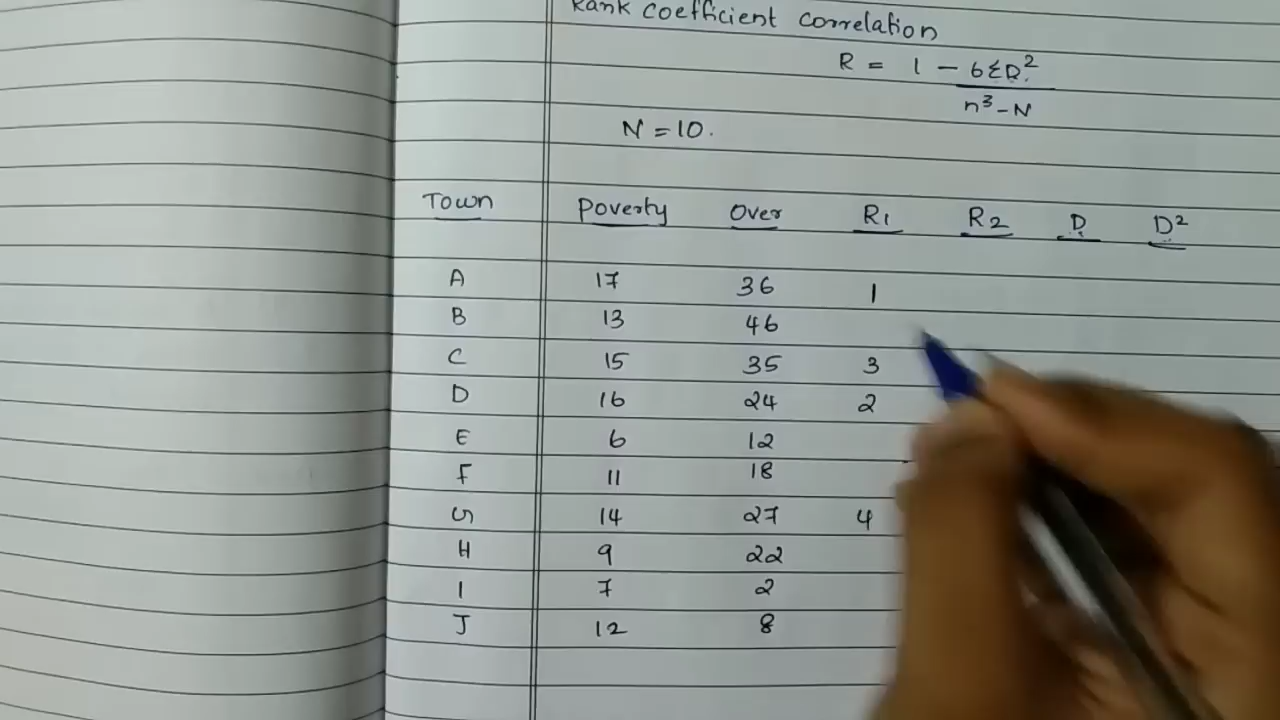 Rank coefficient correlation
R = 1 - 6ΣD²
n³-N
N = 10.
Town Poverty Over R1 R2 D D²
A 17 36 1
B 13 46
C 15 35 3
D 16 24 2
E 6 12
F 11 18
G 14 27 4
H 9 22
I 7 2
J 12 8